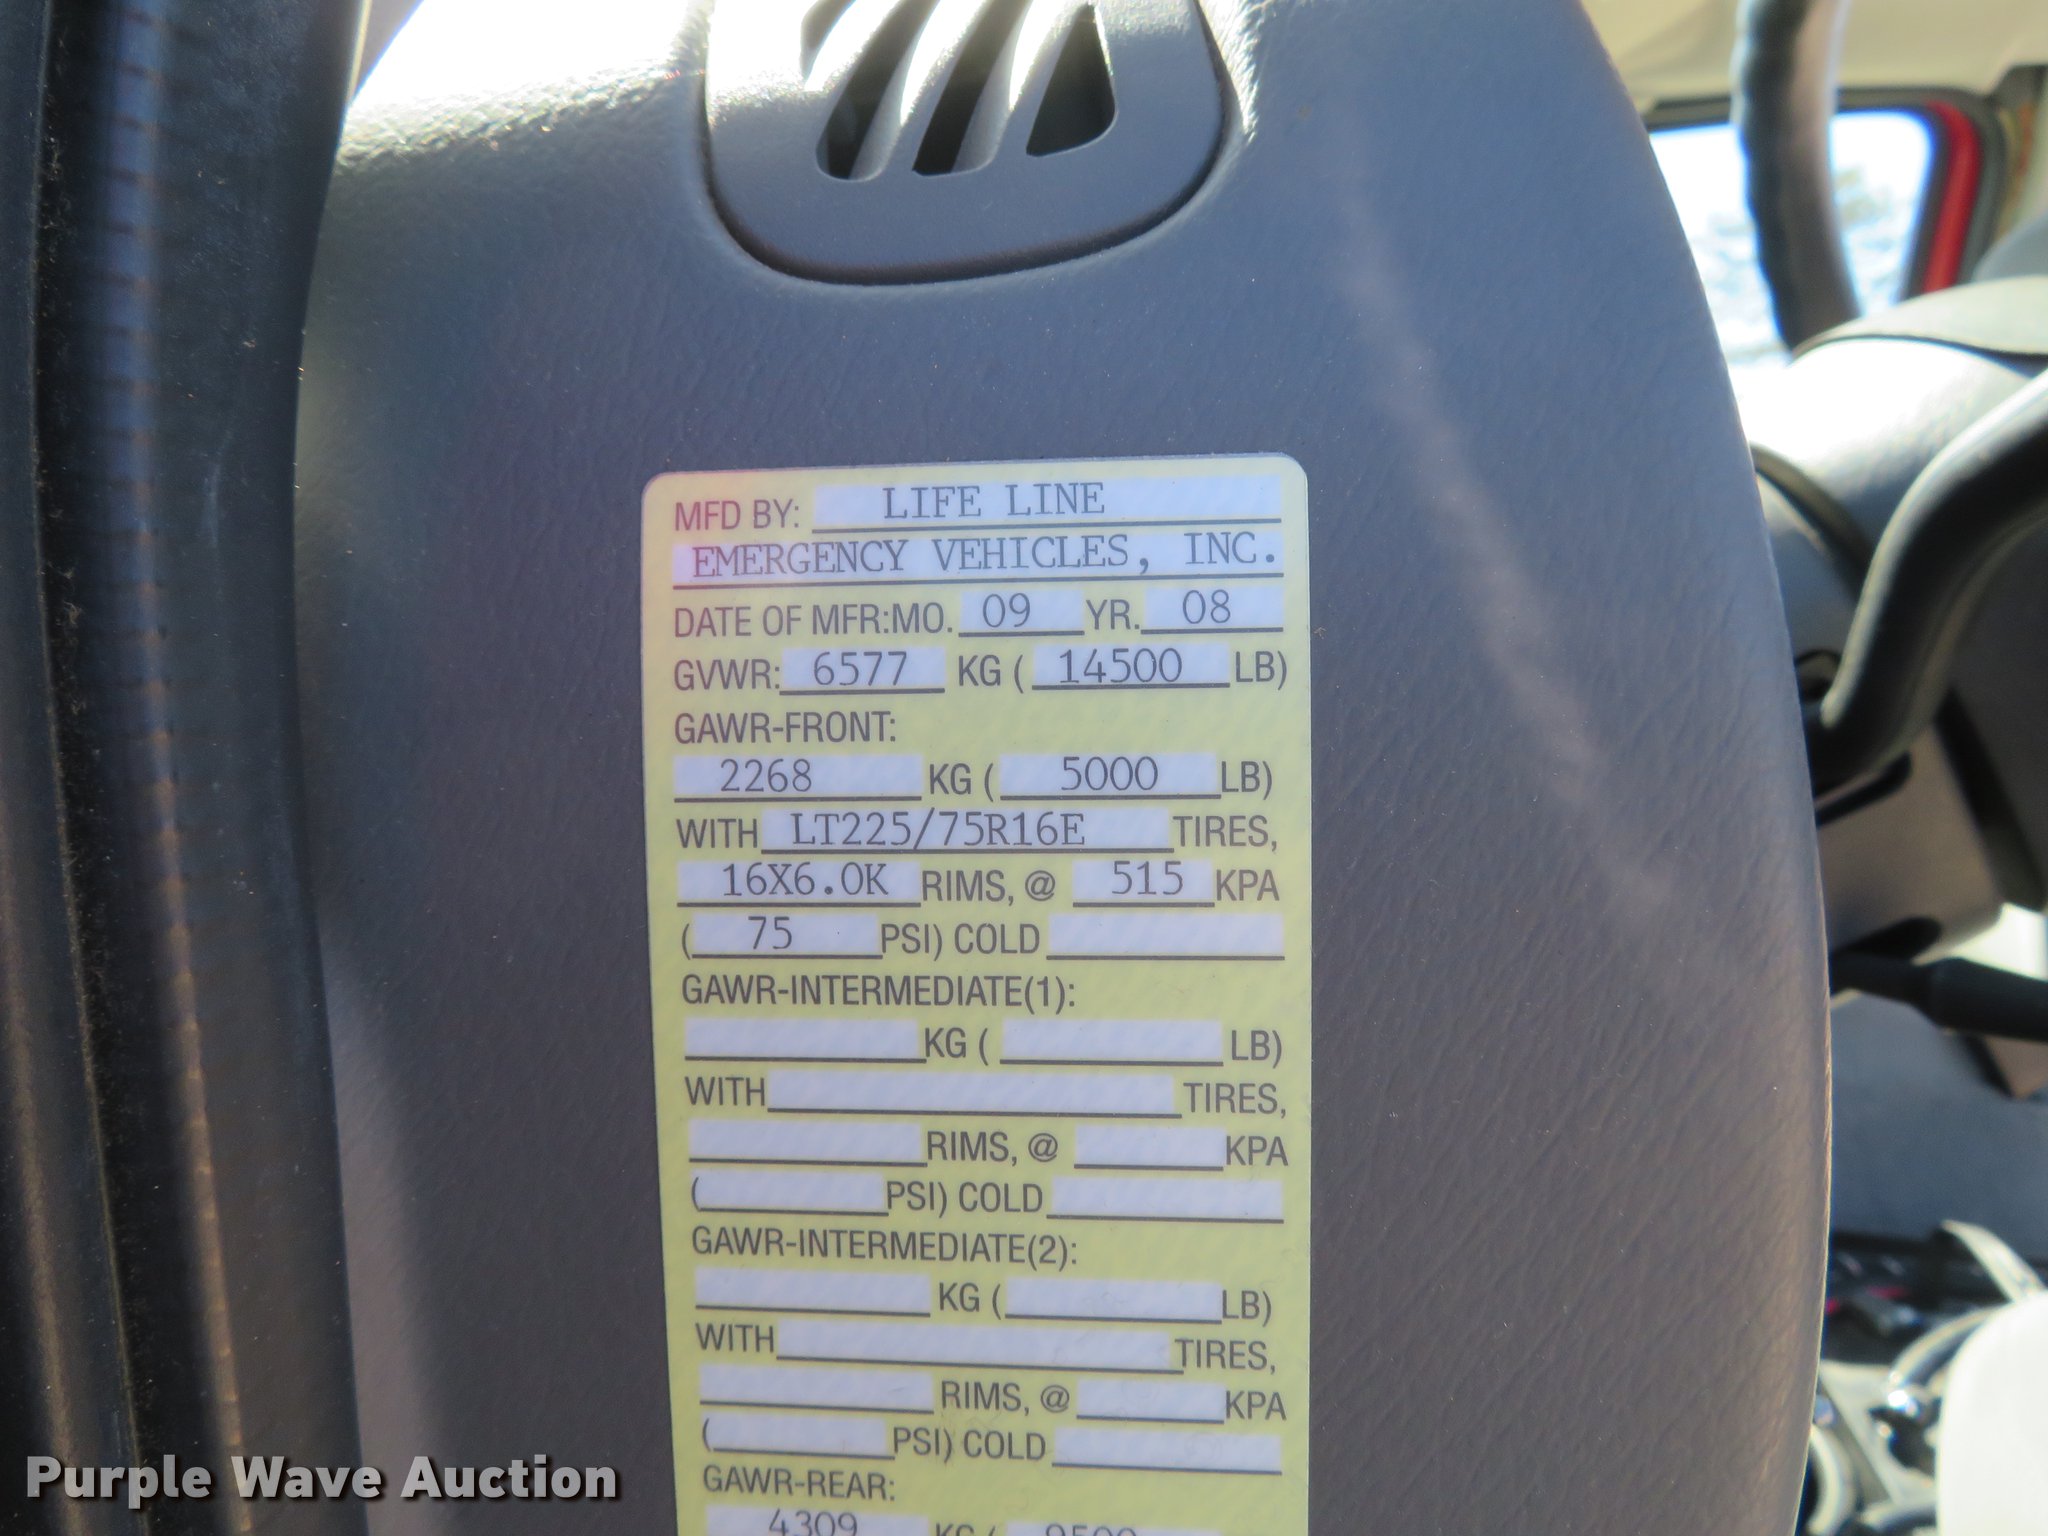 MFD BY: LIFE LINE
EMERGENCY VEHICLES, INC.
DATE OF MFR:MO. 09 YR. 08
GVWR: 6577 KG ( 14500 LB)
GAWR-FRONT:
2268 KG ( 5000 LB)
WITH LT225/75R16E TIRES,
16X6.0K RIMS, @ 515 KPA
( 75 PSI) COLD
GAWR-INTERMEDIATE(1):
KG ( LB)
WITH TIRES,
RIMS, @ KPA
( PSI) COLD
GAWR-INTERMEDIATE(2):
KG ( LB)
WITH TIRES,
RIMS, @ KPA
( PSI) COLD
GAWR-REAR:
4309 KG ( 9500
Purple Wave Auction